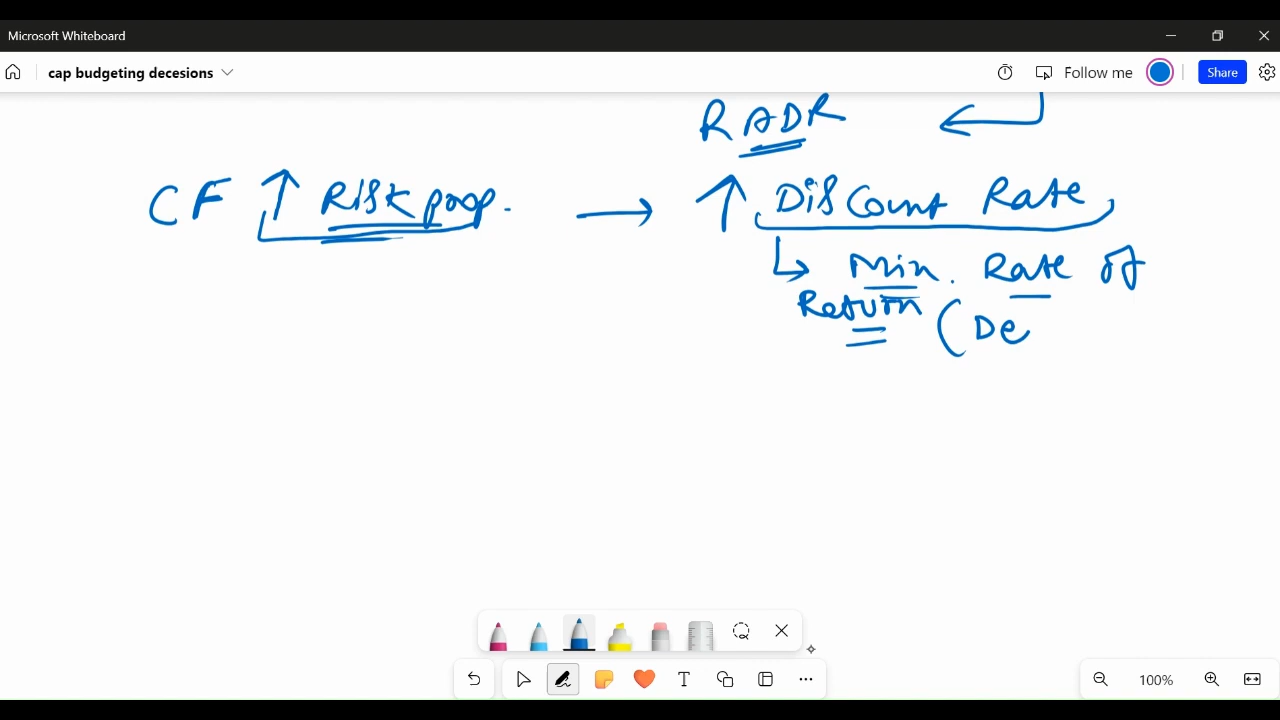 Microsoft Whiteboard
cap budgeting decesions
Follow me
Share
RADR
CF ↑ Risk prop. → ↑ Discount Rate
↳ Min. Rate of
Return (De
T
100%